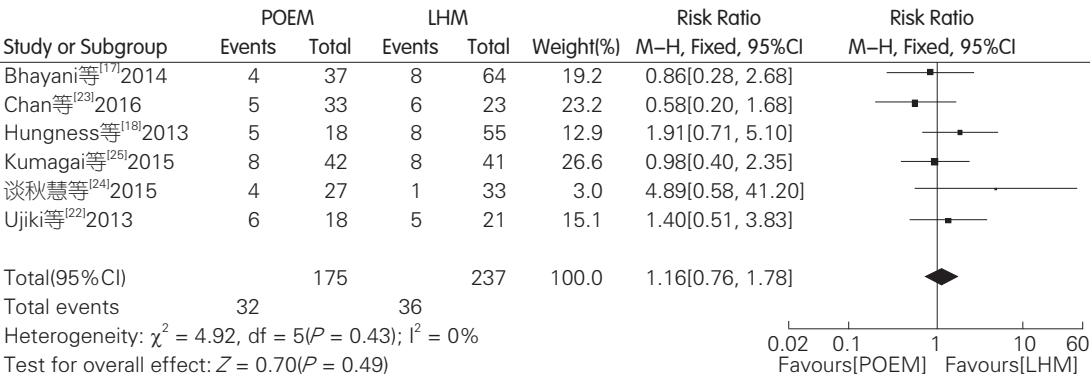 POEM LHM Risk Ratio Risk Ratio
Study or Subgroup Events Total Events Total Weight(%) M–H, Fixed, 95%CI M–H, Fixed, 95%CI
Bhayani等[17]2014 4 37 8 64 19.2 0.86[0.28, 2.68]
Chan等[23]2016 5 33 6 23 23.2 0.58[0.20, 1.68]
Hungness等[18]2013 5 18 8 55 12.9 1.91[0.71, 5.10]
Kumagai等[25]2015 8 42 8 41 26.6 0.98[0.40, 2.35]
谈秋慧等[24]2015 4 27 1 33 3.0 4.89[0.58, 41.20]
Ujiki等[22]2013 6 18 5 21 15.1 1.40[0.51, 3.83]
Total(95%CI) 175 237 100.0 1.16[0.76, 1.78]
Total events 32 36
Heterogeneity: χ² = 4.92, df = 5(P = 0.43); I² = 0%
Test for overall effect: Z = 0.70(P = 0.49)
0.02 0.1 1 10 60
Favours[POEM] Favours[LHM]